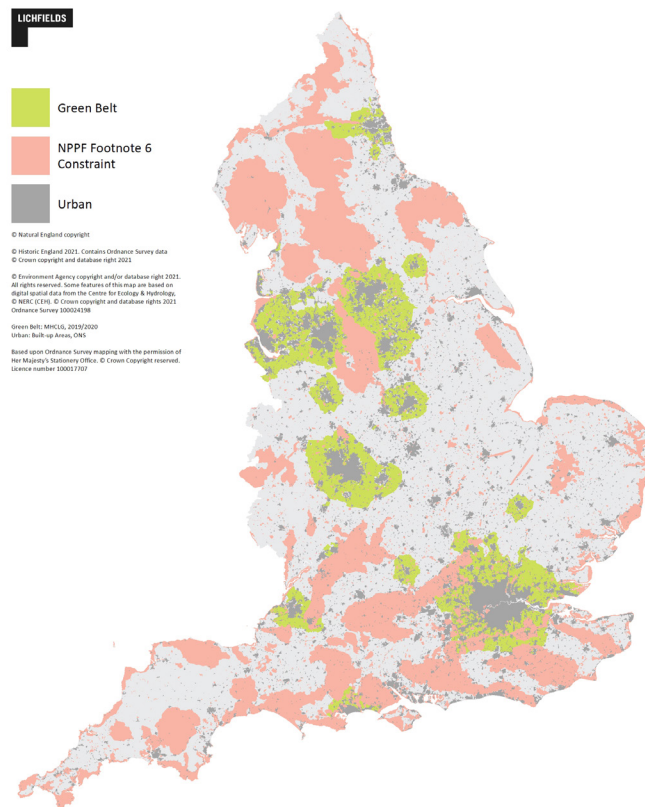 LICHFIELDS
Green Belt
NPPF Footnote 6
Constraint
Urban
© Natural England copyright
© Historic England 2021. Contains Ordnance Survey data
© Crown copyright and database right 2021
© Environment Agency copyright and/or database right 2021.
All rights reserved. Some features of this map are based on
digital spatial data from the Centre for Ecology & Hydrology,
© NERC (CEH). © Crown copyright and database rights 2021
Ordnance Survey 100024198
Green Belt: MHCLG, 2019/2020
Urban: Built-up Areas, ONS
Based upon Ordnance Survey mapping with the permission of
Her Majesty's Stationery Office. © Crown Copyright reserved.
Licence number 100017707